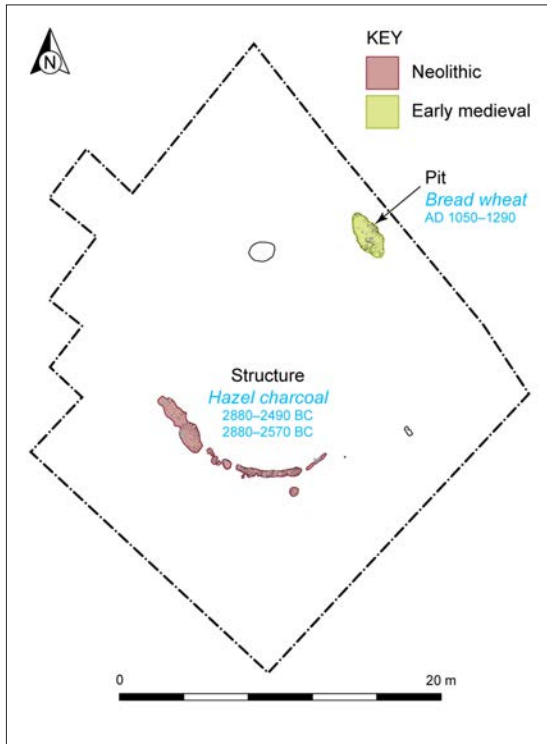 N
KEY
Neolithic
Early medieval
Pit
Bread wheat
AD 1050–1290
Structure
Hazel charcoal
2880–2490 BC
2880–2570 BC
0
20 m